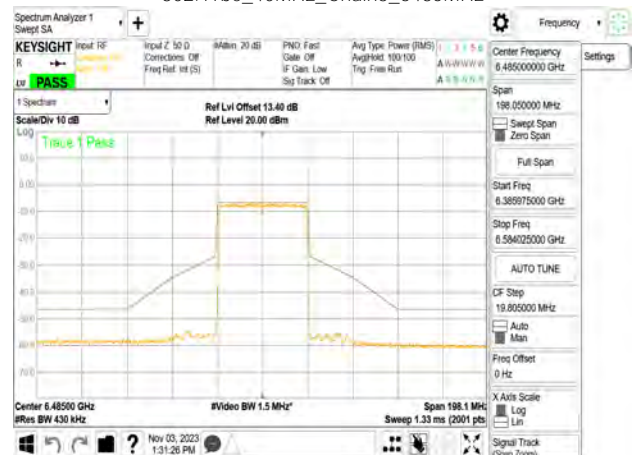 Spectrum Analyzer 1
Swept SA
Frequency
KEYSIGHT
Input: RF
Input Z: 50 Ω
#Atten: 20 dB
PNO: Fast
Avg Type: Power (RMS)
R
Corrections: Off
Gate: Off
Avg|Hold: 100/100
Freq Ref: Int (S)
IF Gain: Low
Trig: Free Run
Sig Track: Off
LV
PASS
Center Frequency
6.485000000 GHz
Settings
Span
198.050000 MHz
Swept Span
Zero Span
Full Span
Start Freq
6.385975000 GHz
Stop Freq
6.584025000 GHz
AUTO TUNE
CF Step
19.805000 MHz
Auto
Man
Freq Offset
0 Hz
X Axis Scale
Log
Lin
Signal Track
(Span Zoom)
1 Spectrum
Scale/Div 10 dB
Ref Lvl Offset 13.40 dB
Ref Level 20.00 dBm
Log
Trace 1 Pass
Center 6.48500 GHz
#Video BW 1.5 MHz*
Span 198.1 MHz
#Res BW 430 kHz
Sweep 1.33 ms (2001 pts
Nov 03, 2023
1:31:26 PM